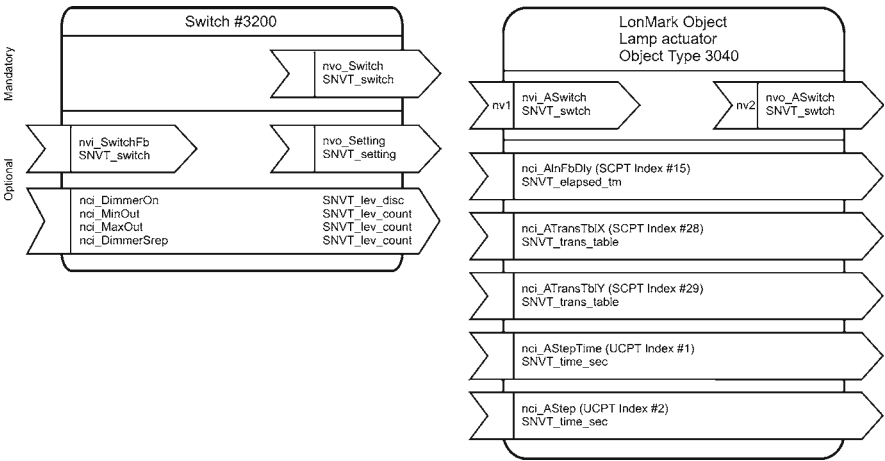 Switch #3200
Mandatory
nvo_Switch
SNVT_switch
Optional
nvi_SwitchFb
SNVT_switch
nvo_Setting
SNVT_setting
nci_DimmerOn SNVT_lev_disc
nci_MinOut SNVT_lev_count
nci_MaxOut SNVT_lev_count
nci_DimmerSrep SNVT_lev_count
LonMark Object
Lamp actuator
Object Type 3040
nv1
nvi_ASwitch
SNVT_swtch
nv2
nvo_ASwitch
SNVT_swtch
nci_AInFbDly (SCPT Index #15)
SNVT_elapsed_tm
nci_ATransTblX (SCPT Index #28)
SNVT_trans_table
nci_ATransTblY (SCPT Index #29)
SNVT_trans_table
nci_AStepTime (UCPT Index #1)
SNVT_time_sec
nci_AStep (UCPT Index #2)
SNVT_time_sec